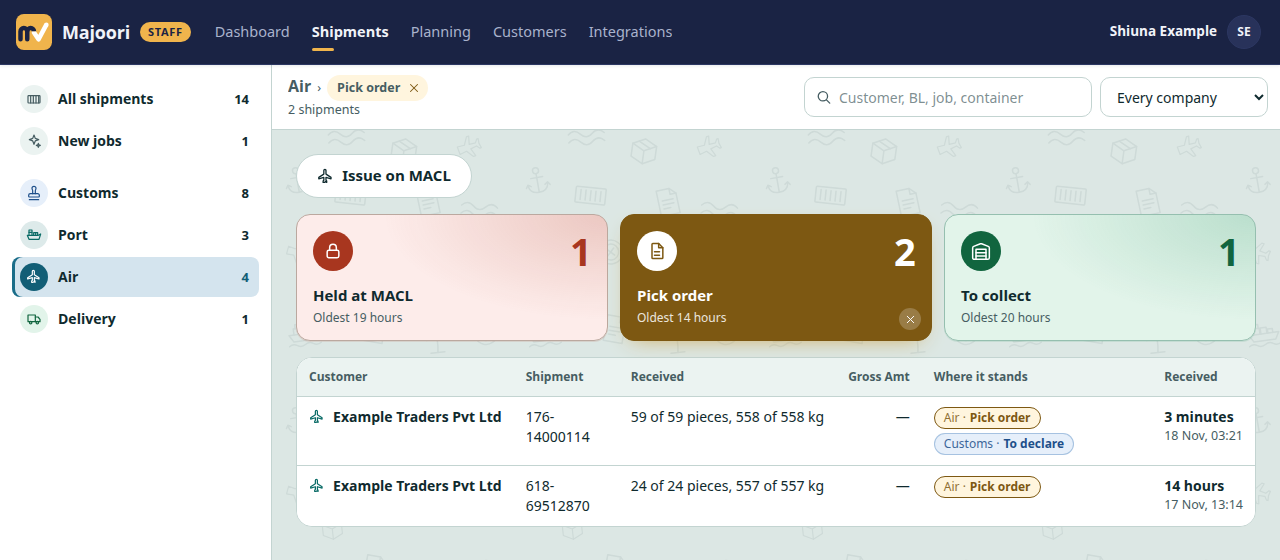 Majoori STAFF Dashboard Shipments Planning Customers Integrations Shiuna Example SE
All shipments 14
New jobs 1
Customs 8
Port 3
Air 4
Delivery 1
Air › Pick order ×
2 shipments
Customer, BL, job, container
Every company
Issue on MACL
1
Held at MACL
Oldest 19 hours
2
Pick order
Oldest 14 hours
1
To collect
Oldest 20 hours
Customer Shipment Received Gross Amt Where it stands Received
Example Traders Pvt Ltd 176-14000114 59 of 59 pieces, 558 of 558 kg — Air · Pick order 3 minutes
Customs · To declare 18 Nov, 03:21
Example Traders Pvt Ltd 618-69512870 24 of 24 pieces, 557 of 557 kg — Air · Pick order 14 hours
17 Nov, 13:14